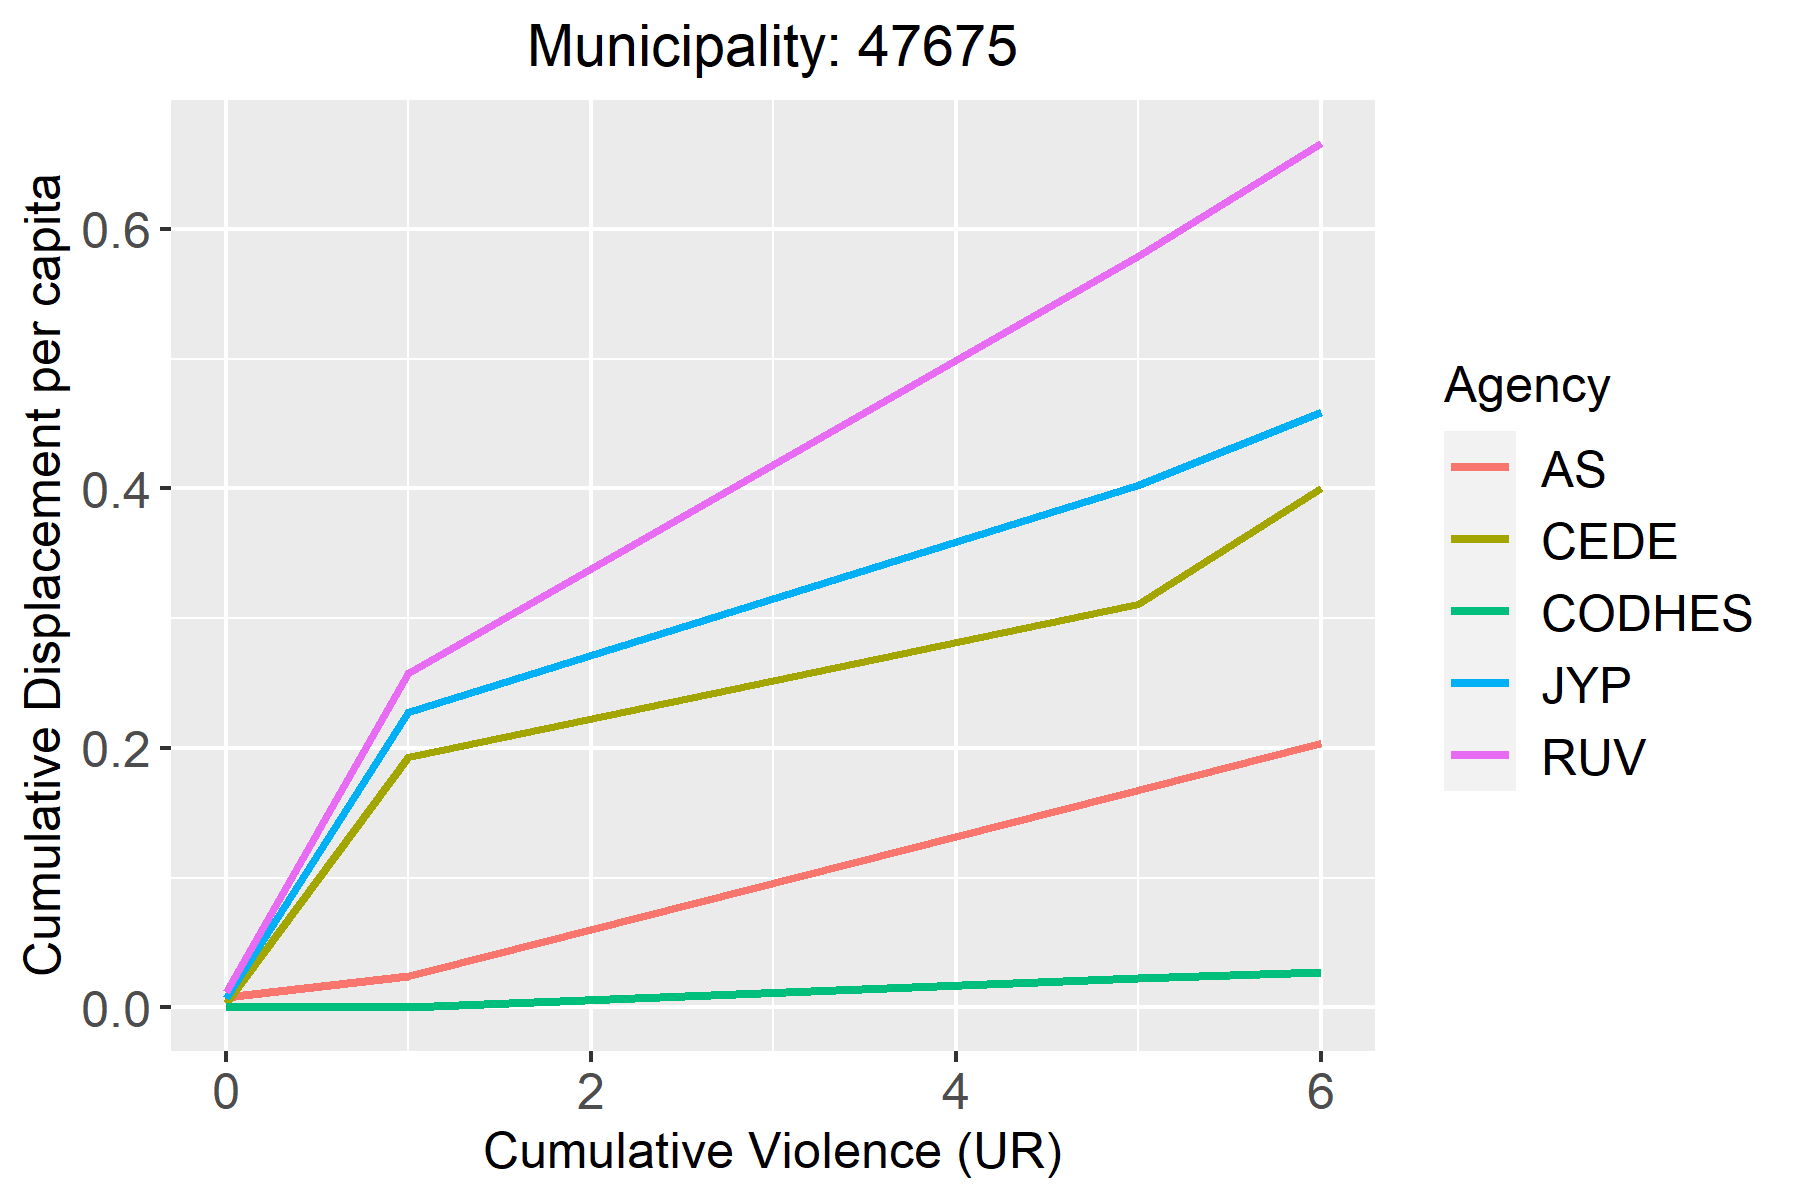 Municipality: 47675
Cumulative Displacement per capita
0.6
0.4
0.2
0.0
0 2 4 6
Cumulative Violence (UR)
Agency
AS
CEDE
CODHES
JYP
RUV